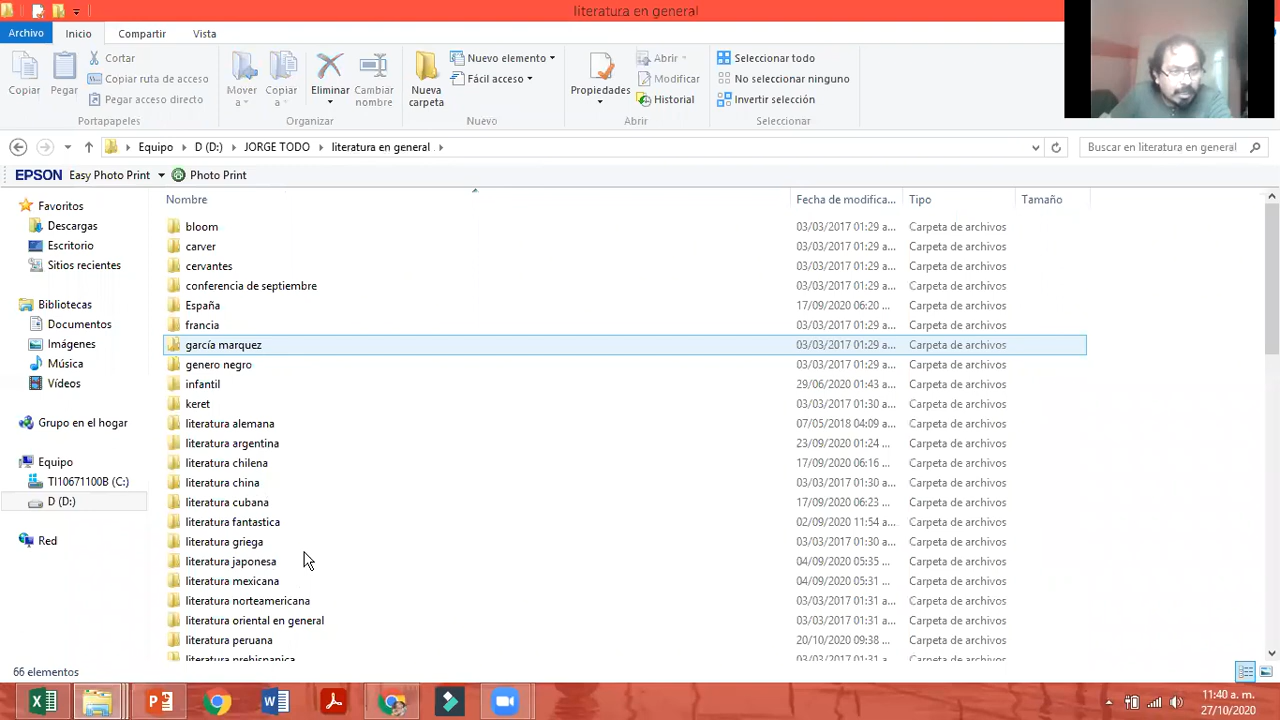 literatura en general
Archivo Inicio Compartir Vista
Copiar Pegar Cortar Copiar ruta de acceso Pegar acceso directo Portapapeles
Mover a Copiar a Eliminar Cambiar nombre Organizar
Nueva carpeta Nuevo elemento Fácil acceso Nuevo
Propiedades Abrir Modificar Historial Abrir
Seleccionar todo No seleccionar ninguno Invertir selección Seleccionar
Equipo D (D:) JORGE TODO literatura en general Buscar en literatura en general
EPSON Easy Photo Print Photo Print
Favoritos
Descargas
Escritorio
Sitios recientes
Bibliotecas
Documentos
Imágenes
Música
Vídeos
Grupo en el hogar
Equipo
TI10671100B (C:)
D (D:)
Red
Nombre Fecha de modifica... Tipo Tamaño
bloom 03/03/2017 01:29 a... Carpeta de archivos
carver 03/03/2017 01:29 a... Carpeta de archivos
cervantes 03/03/2017 01:29 a... Carpeta de archivos
conferencia de septiembre 03/03/2017 01:29 a... Carpeta de archivos
España 17/09/2020 06:20 ... Carpeta de archivos
francia 03/03/2017 01:29 a... Carpeta de archivos
garcía marquez 03/03/2017 01:29 a... Carpeta de archivos
genero negro 03/03/2017 01:29 a... Carpeta de archivos
infantil 29/06/2020 01:43 a... Carpeta de archivos
keret 03/03/2017 01:30 a... Carpeta de archivos
literatura alemana 07/05/2018 04:09 a... Carpeta de archivos
literatura argentina 23/09/2020 01:24 ... Carpeta de archivos
literatura chilena 17/09/2020 06:16 ... Carpeta de archivos
literatura china 03/03/2017 01:30 a... Carpeta de archivos
literatura cubana 17/09/2020 06:23 ... Carpeta de archivos
literatura fantastica 02/09/2020 11:54 a... Carpeta de archivos
literatura griega 03/03/2017 01:30 a... Carpeta de archivos
literatura japonesa 04/09/2020 05:35 ... Carpeta de archivos
literatura mexicana 04/09/2020 05:31 ... Carpeta de archivos
literatura norteamericana 03/03/2017 01:31 a... Carpeta de archivos
literatura oriental en general 03/03/2017 01:31 a... Carpeta de archivos
literatura peruana 20/10/2020 09:38 ... Carpeta de archivos
literatura prehispanica 03/03/2017 01:31 a... Carpeta de archivos
66 elementos
11:40 a. m.
27/10/2020